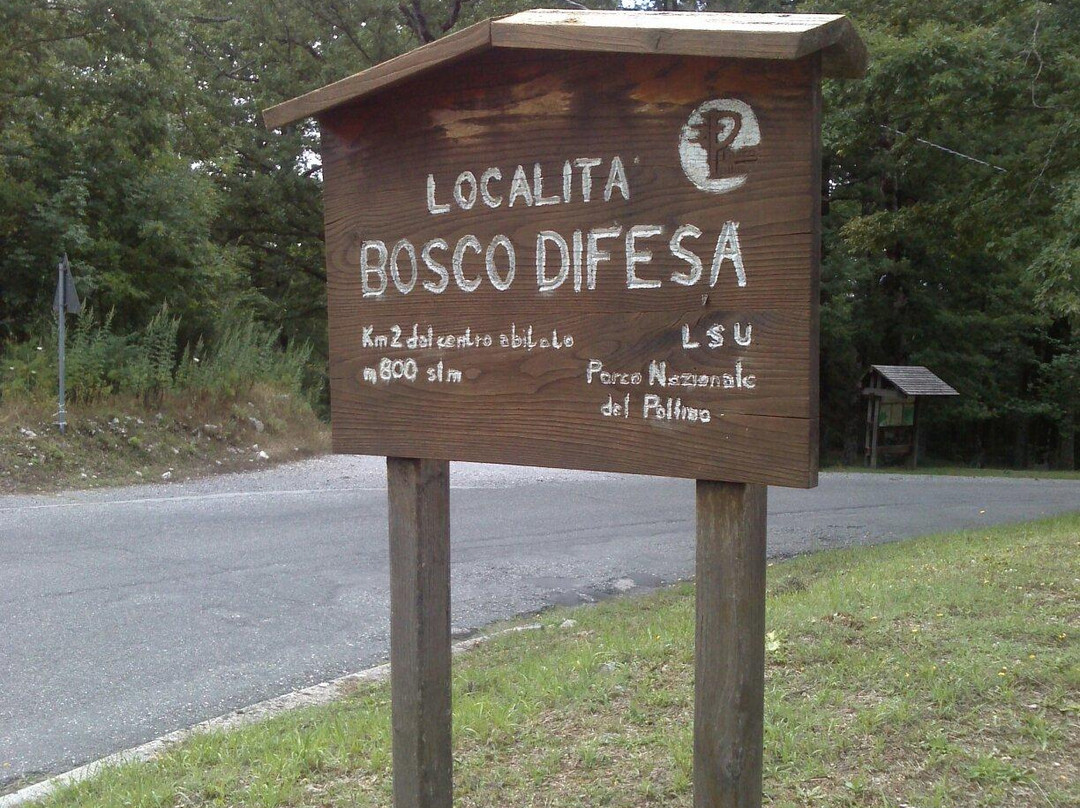 LOCALITA'
BOSCO DIFESA
Km 2 dal centro abitato
m 800 slm
LSU
Parco Nazionale
del Pollino